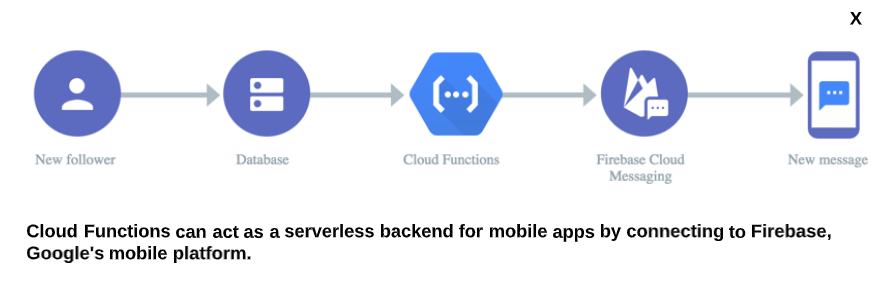 X
New follower
Database
Cloud Functions
Firebase Cloud
Messaging
New message
Cloud Functions can act as a serverless backend for mobile apps by connecting to Firebase,
Google's mobile platform.